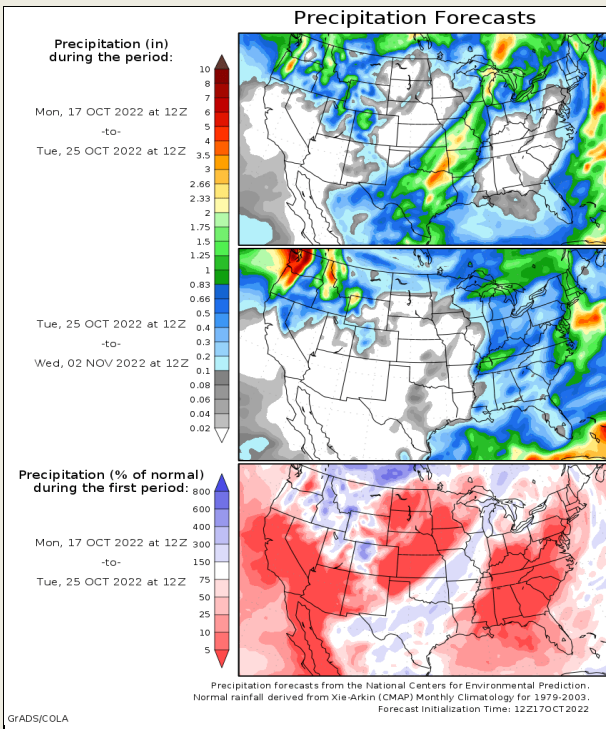 Precipitation Forecasts
Precipitation (in)
during the period:
Mon, 17 OCT 2022 at 12Z
-to-
Tue, 25 OCT 2022 at 12Z
Tue, 25 OCT 2022 at 12Z
-to-
Wed, 02 NOV 2022 at 12Z
10
8
7
6
5
4
3.5
3
2.66
2.33
2
1.75
1.5
1.25
1
0.83
0.66
0.5
0.4
0.3
0.2
0.1
0.08
0.06
0.04
0.02
Precipitation (% of normal)
during the first period:
Mon, 17 OCT 2022 at 12Z
-to-
Tue, 25 OCT 2022 at 12Z
800
600
400
300
150
75
50
25
10
5
Precipitation forecasts from the National Centers for Environmental Prediction.
Normal rainfall derived from Xie-Arkin (CMAP) Monthly Climatology for 1979-2003.
Forecast Initialization Time: 12Z17OCT2022
GrADS/COLA